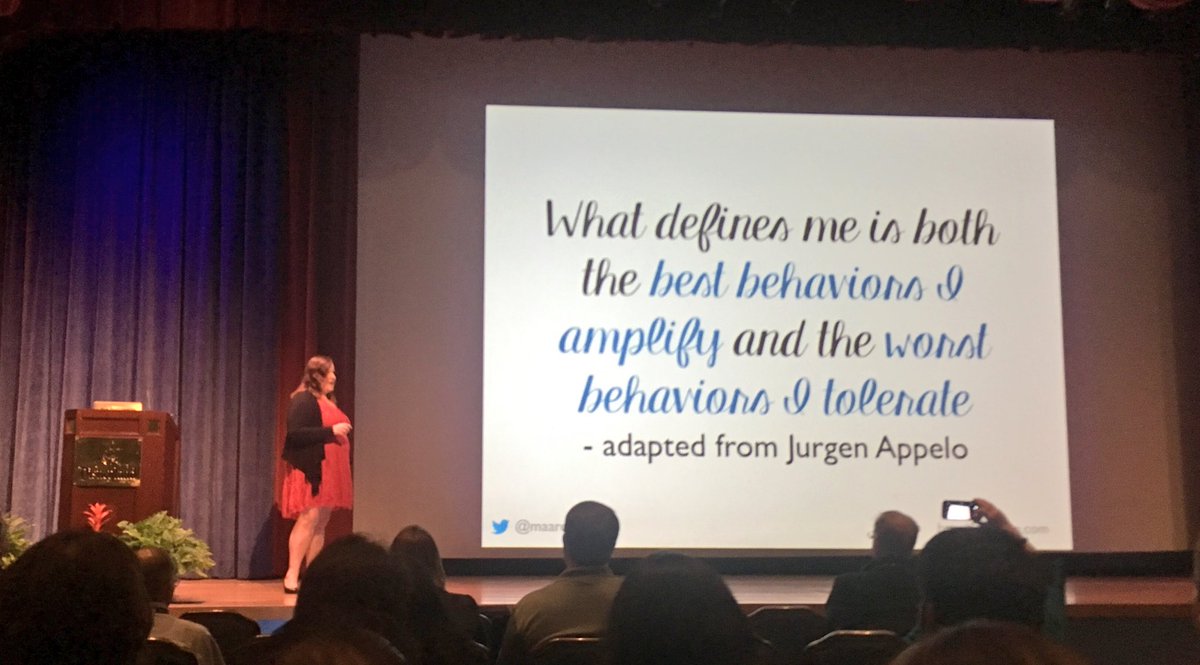 What defines me is both
the best behaviors I
amplify and the worst
behaviors I tolerate
- adapted from Jurgen Appelo